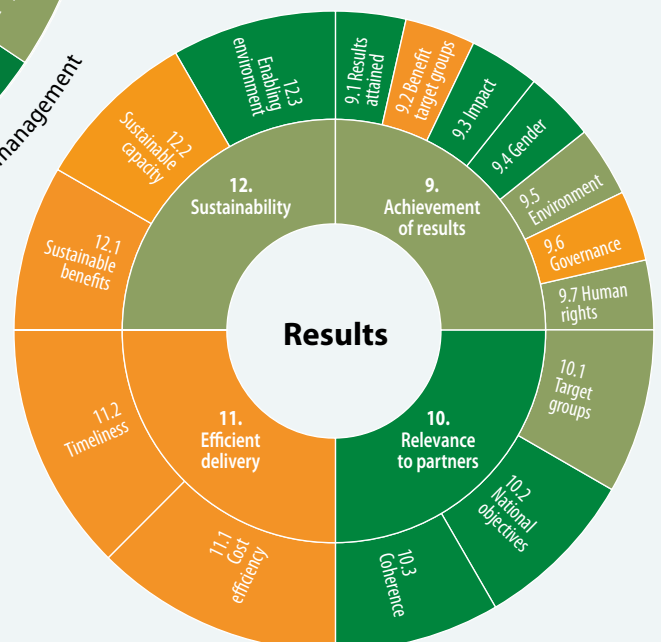 management
12.3
Enabling
environment
9.1 Results
attained
9.2 Benefit
target groups
9.3 Impact
9.4 Gender
9.5
Environment
9.6
Governance
9.7 Human
rights
12.2
Sustainable
capacity
12.1
Sustainable
benefits
12.
Sustainability
9.
Achievement
of results
Results
11.
Efficient
delivery
10.
Relevance
to partners
10.1
Target
groups
10.2
National
objectives
10.3
Coherence
11.2
Timeliness
11.1
Cost
efficiency